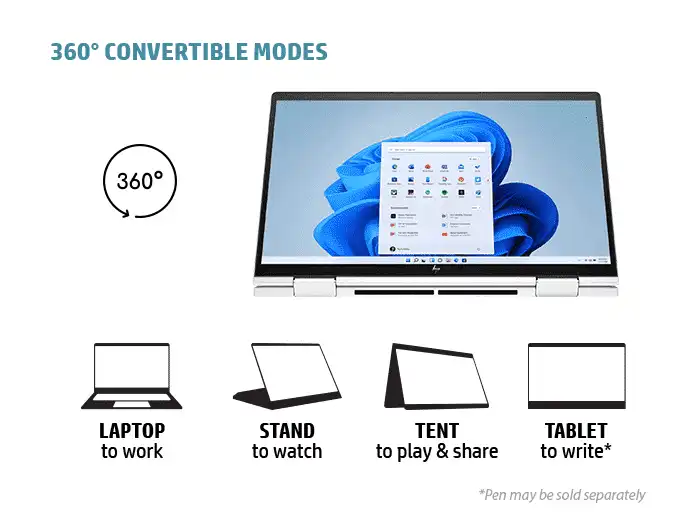 360° CONVERTIBLE MODES
360°
hp
LAPTOP
to work
STAND
to watch
TENT
to play & share
TABLET
to write*
*Pen may be sold separately